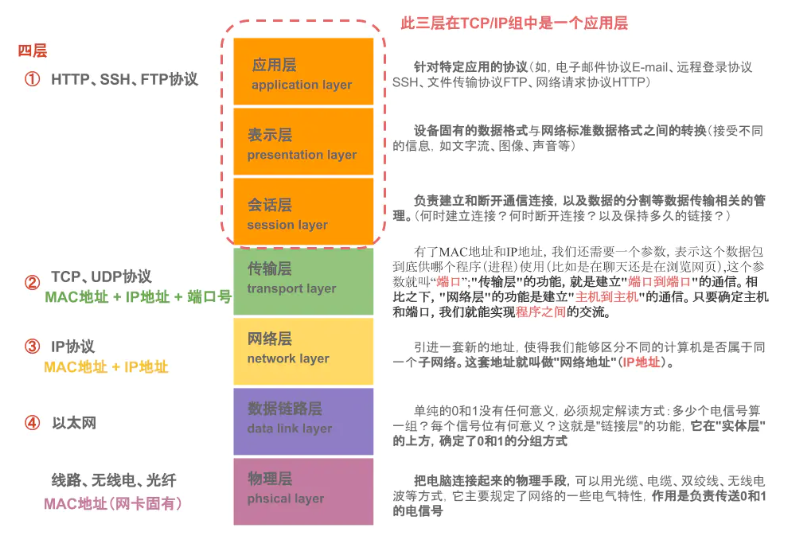 此三层在TCP/IP组中是一个应用层
四层
① HTTP、SSH、FTP协议
应用层
application layer
针对特定应用的协议(如, 电子邮件协议E-mail、远程登录协议
SSH、文件传输协议FTP、网络请求协议HTTP)
表示层
presentation layer
设备固有的数据格式与网络标准数据格式之间的转换(接受不同
的信息, 如文字流、图像、声音等)
会话层
session layer
负责建立和断开通信连接, 以及数据的分割等数据传输相关的管
理。(何时建立连接?何时断开连接?以及保持多久的链接?)
② TCP、UDP协议
MAC地址 + IP地址 + 端口号
传输层
transport layer
有了MAC地址和IP地址, 我们还需要一个参数, 表示这个数据包
到底供哪个程序(进程)使用(比如是在聊天还是在浏览网页),这个参
数就叫"端口";"传输层"的功能, 就是建立"端口到端口"的通信。相
比之下, "网络层"的功能是建立"主机到主机"的通信。只要确定主机
和端口, 我们就能实现程序之间的交流。
③ IP协议
MAC地址 + IP地址
网络层
network layer
引进一套新的地址, 使得我们能够区分不同的计算机是否属于同
一个子网络。这套地址就叫做"网络地址"(IP地址)。
④ 以太网
数据链路层
data link layer
单纯的0和1没有任何意义, 必须规定解读方式:多少个电信号算
一组?每个信号位有何意义?这就是"链接层"的功能, 它在"实体层"
的上方, 确定了0和1的分组方式
线路、无线电、光纤
MAC地址(网卡固有)
物理层
phsical layer
把电脑连接起来的物理手段, 可以用光缆、电缆、双绞线、无线电
波等方式, 它主要规定了网络的一些电气特性, 作用是负责传送0和1
的电信号